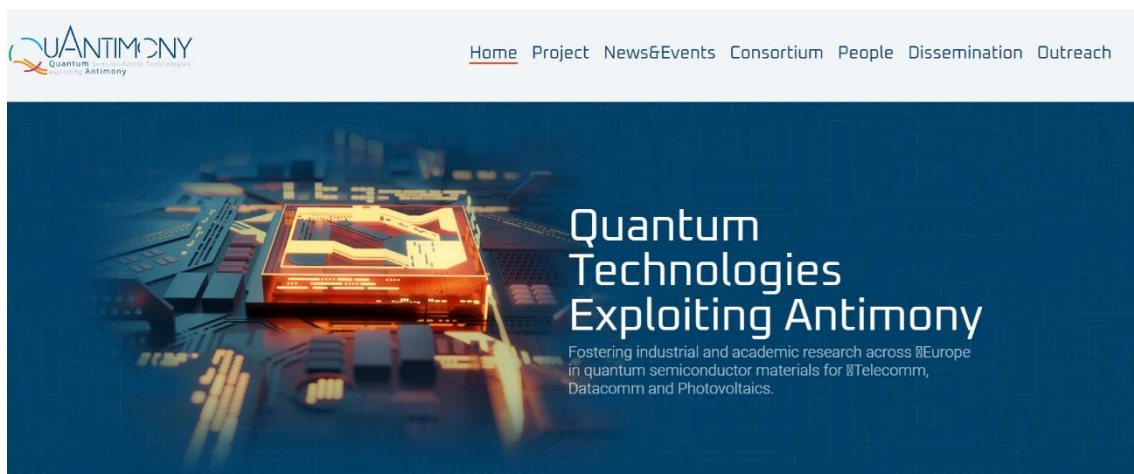 QUANTIMONY
Quantum Semiconductor Technologies
exploiting Antimony
Home Project News&Events Consortium People Dissemination Outreach
Quantum
Technologies
Exploiting Antimony
Fostering industrial and academic research across Europe
in quantum semiconductor materials for Telecomm,
Datacomm and Photovoltaics.